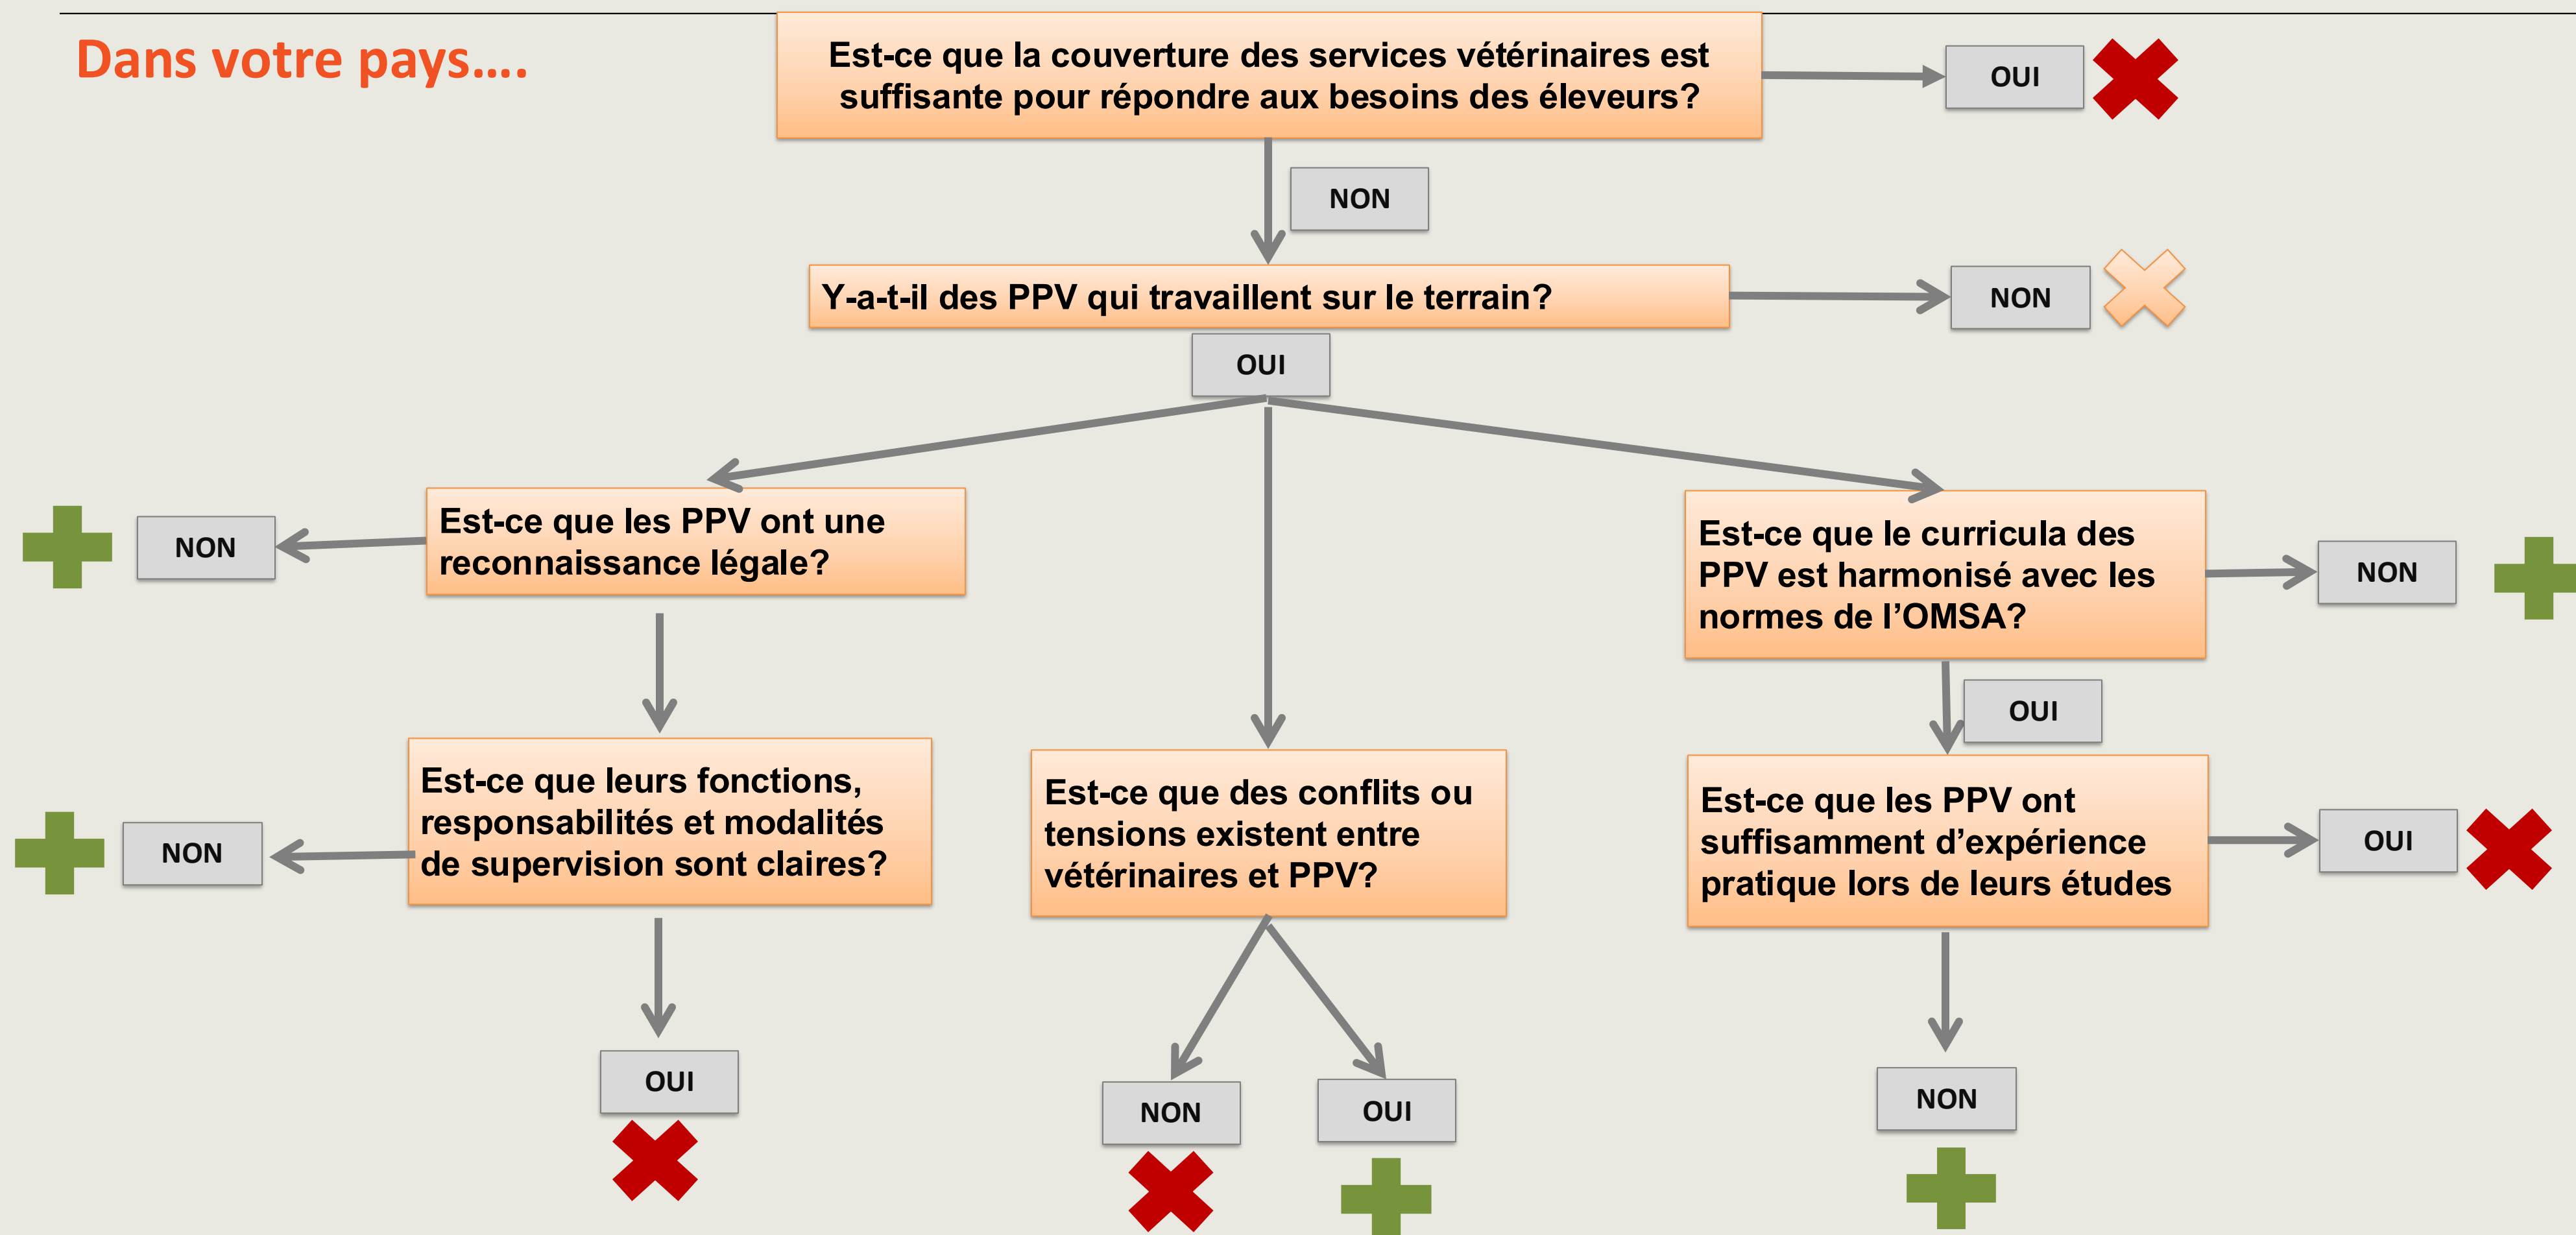 Dans votre pays....
Est-ce que la couverture des services vétérinaires est
suffisante pour répondre aux besoins des éleveurs?
OUI
NON
Y-a-t-il des PPV qui travaillent sur le terrain?
NON
OUI
Est-ce que les PPV ont une
reconnaissance légale?
NON
Est-ce que le curricula des
PPV est harmonisé avec les
normes de l’OMSA?
NON
OUI
Est-ce que leurs fonctions,
responsabilités et modalités
de supervision sont claires?
NON
Est-ce que des conflits ou
tensions existent entre
vétérinaires et PPV?
Est-ce que les PPV ont
suffisamment d’expérience
pratique lors de leurs études
OUI
OUI
NON
OUI
NON